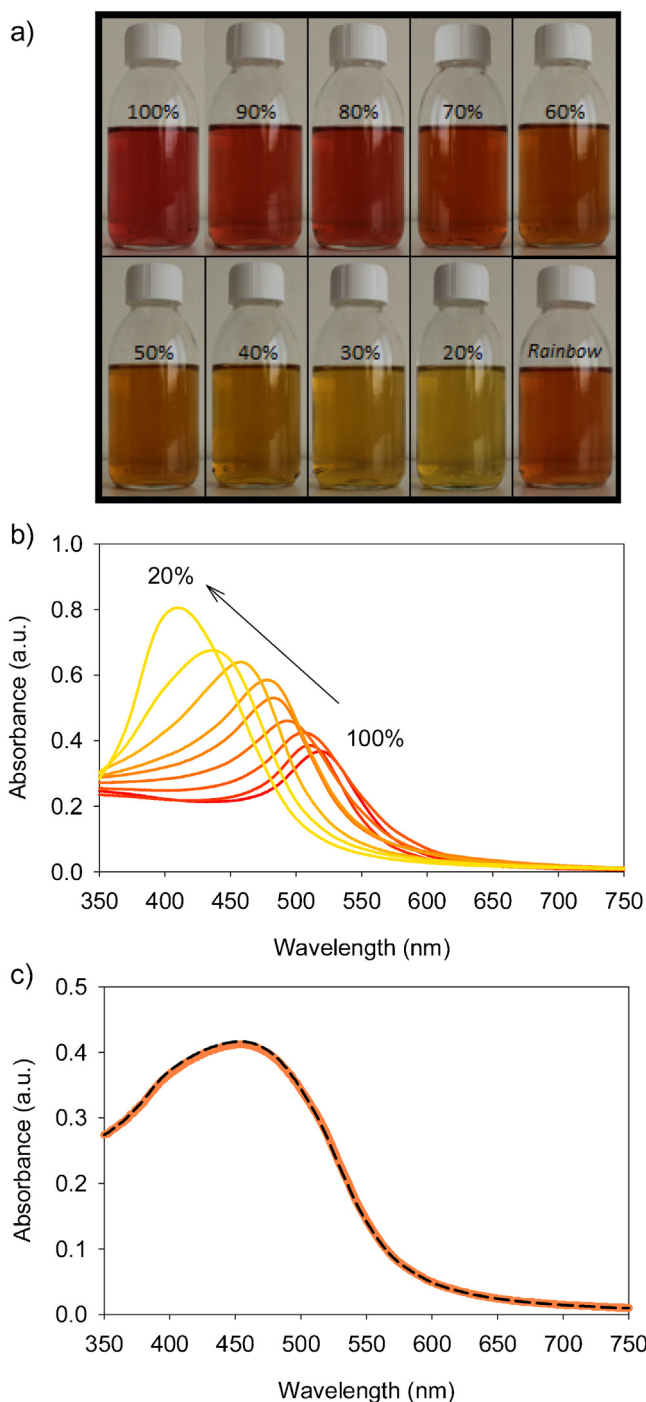 a)
100% 90% 80% 70% 60%
50% 40% 30% 20% Rainbow
b)
1.0
0.8
0.6
0.4
0.2
0.0
Absorbance (a.u.)
20%
100%
350 400 450 500 550 600 650 700 750
Wavelength (nm)
c)
0.5
0.4
0.3
0.2
0.1
0.0
Absorbance (a.u.)
350 400 450 500 550 600 650 700 750
Wavelength (nm)